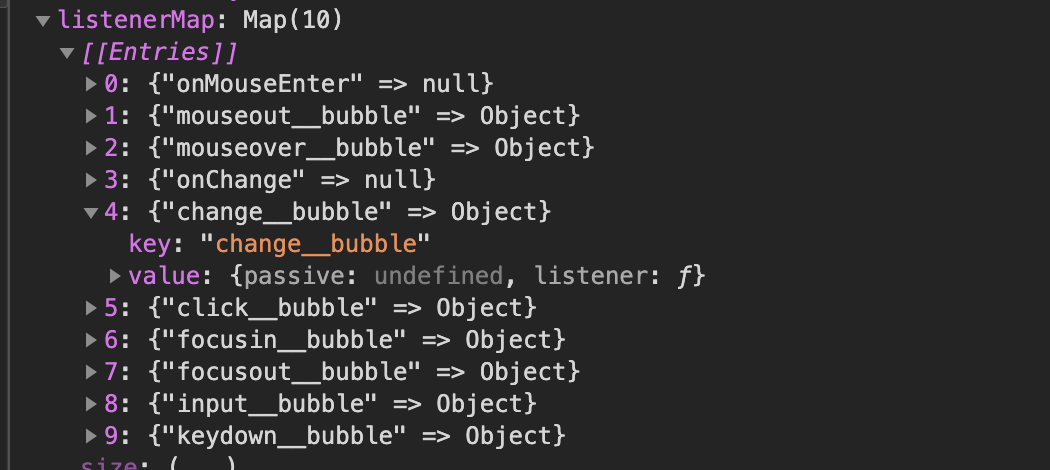 listenerMap: Map(10)
[[Entries]]
0: {"onMouseEnter" => null}
1: {"mouseout__bubble" => Object}
2: {"mouseover__bubble" => Object}
3: {"onChange" => null}
4: {"change__bubble" => Object}
key: "change__bubble"
value: {passive: undefined, listener: ƒ}
5: {"click__bubble" => Object}
6: {"focusin__bubble" => Object}
7: {"focusout__bubble" => Object}
8: {"input__bubble" => Object}
9: {"keydown__bubble" => Object}
size: (...)